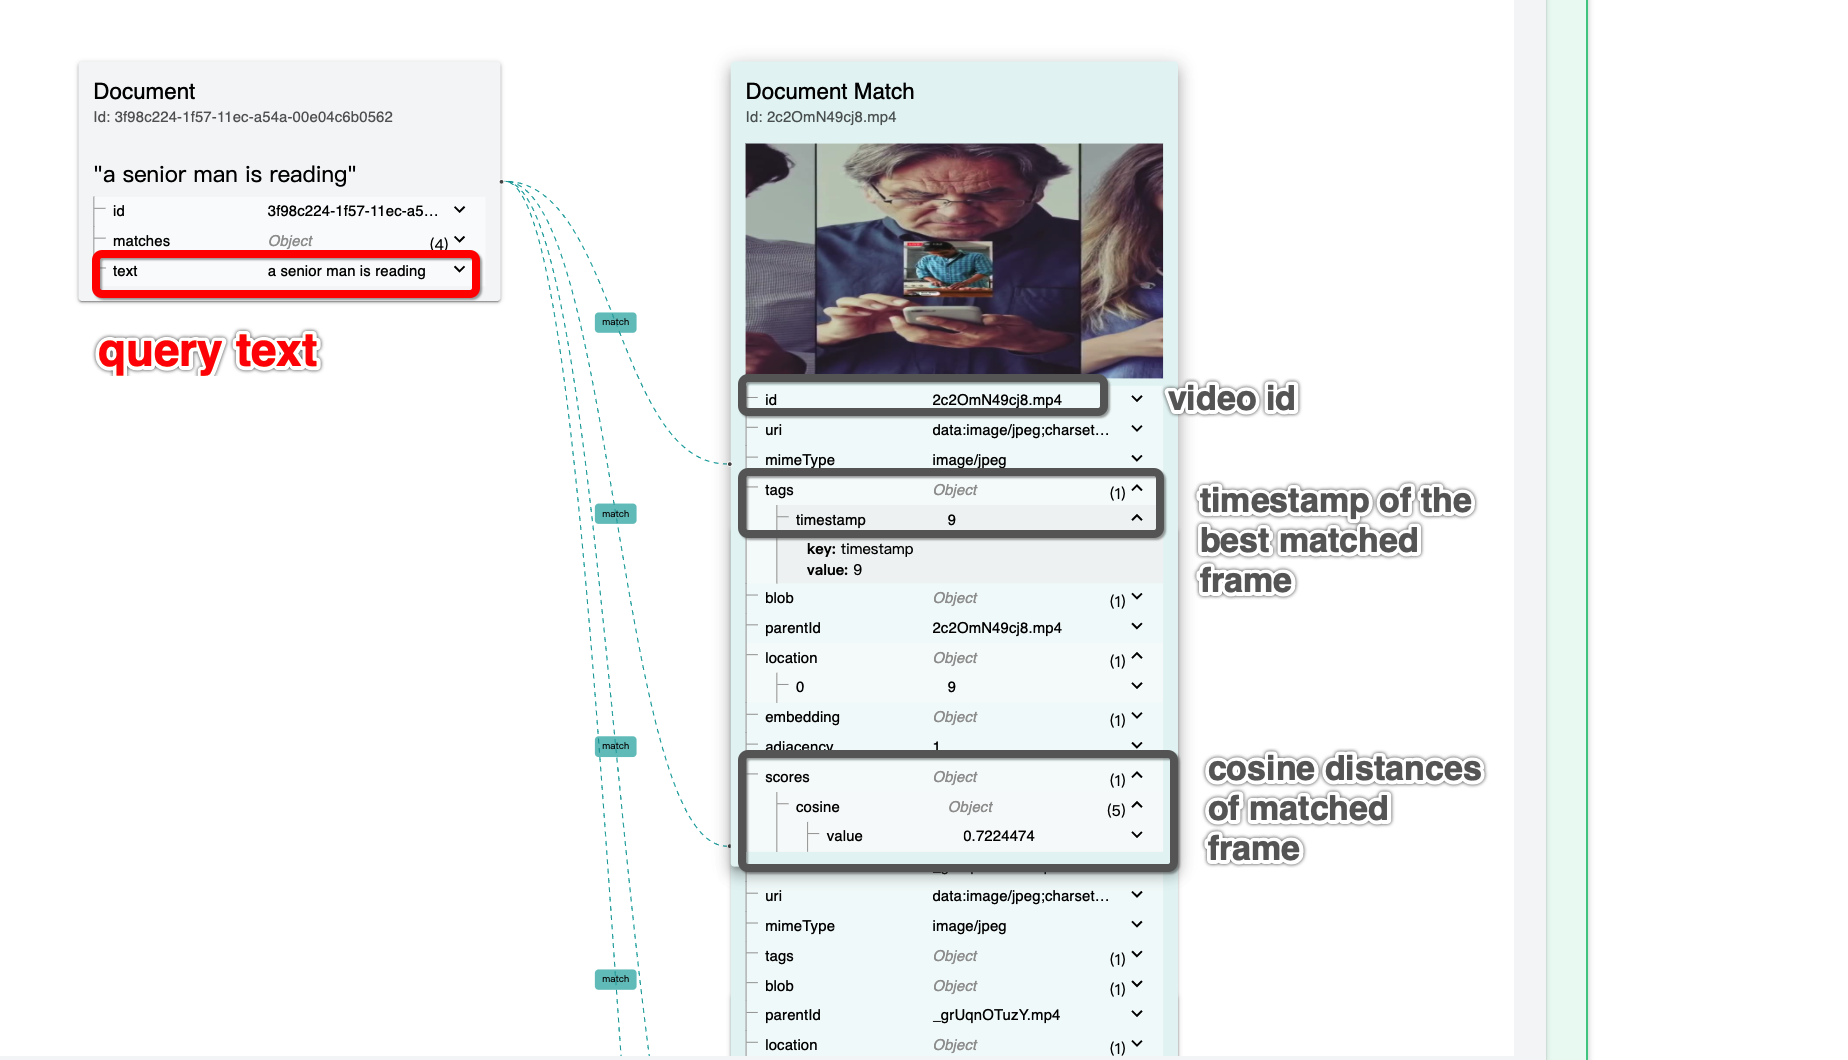 Document
Id: 3f98c224-1f57-11ec-a54a-00e04c6b0562
"a senior man is reading"
id 3f98c224-1f57-11ec-a5...
matches Object (4)
text a senior man is reading
query text
match
match
match
match
Document Match
Id: 2c2OmN49cj8.mp4
id 2c2OmN49cj8.mp4
video id
uri data:image/jpeg;charset...
mimeType image/jpeg
tags Object (1)
timestamp 9
key: timestamp
value: 9
timestamp of the
best matched
frame
blob Object (1)
parentId 2c2OmN49cj8.mp4
location Object (1)
0 9
embedding Object (1)
adjacency 1
scores Object (1)
cosine Object (5)
value 0.7224474
cosine distances
of matched
frame
uri data:image/jpeg;charset...
mimeType image/jpeg
tags Object (1)
blob Object (1)
parentId _grUqnOTuzY.mp4
location Object (1)